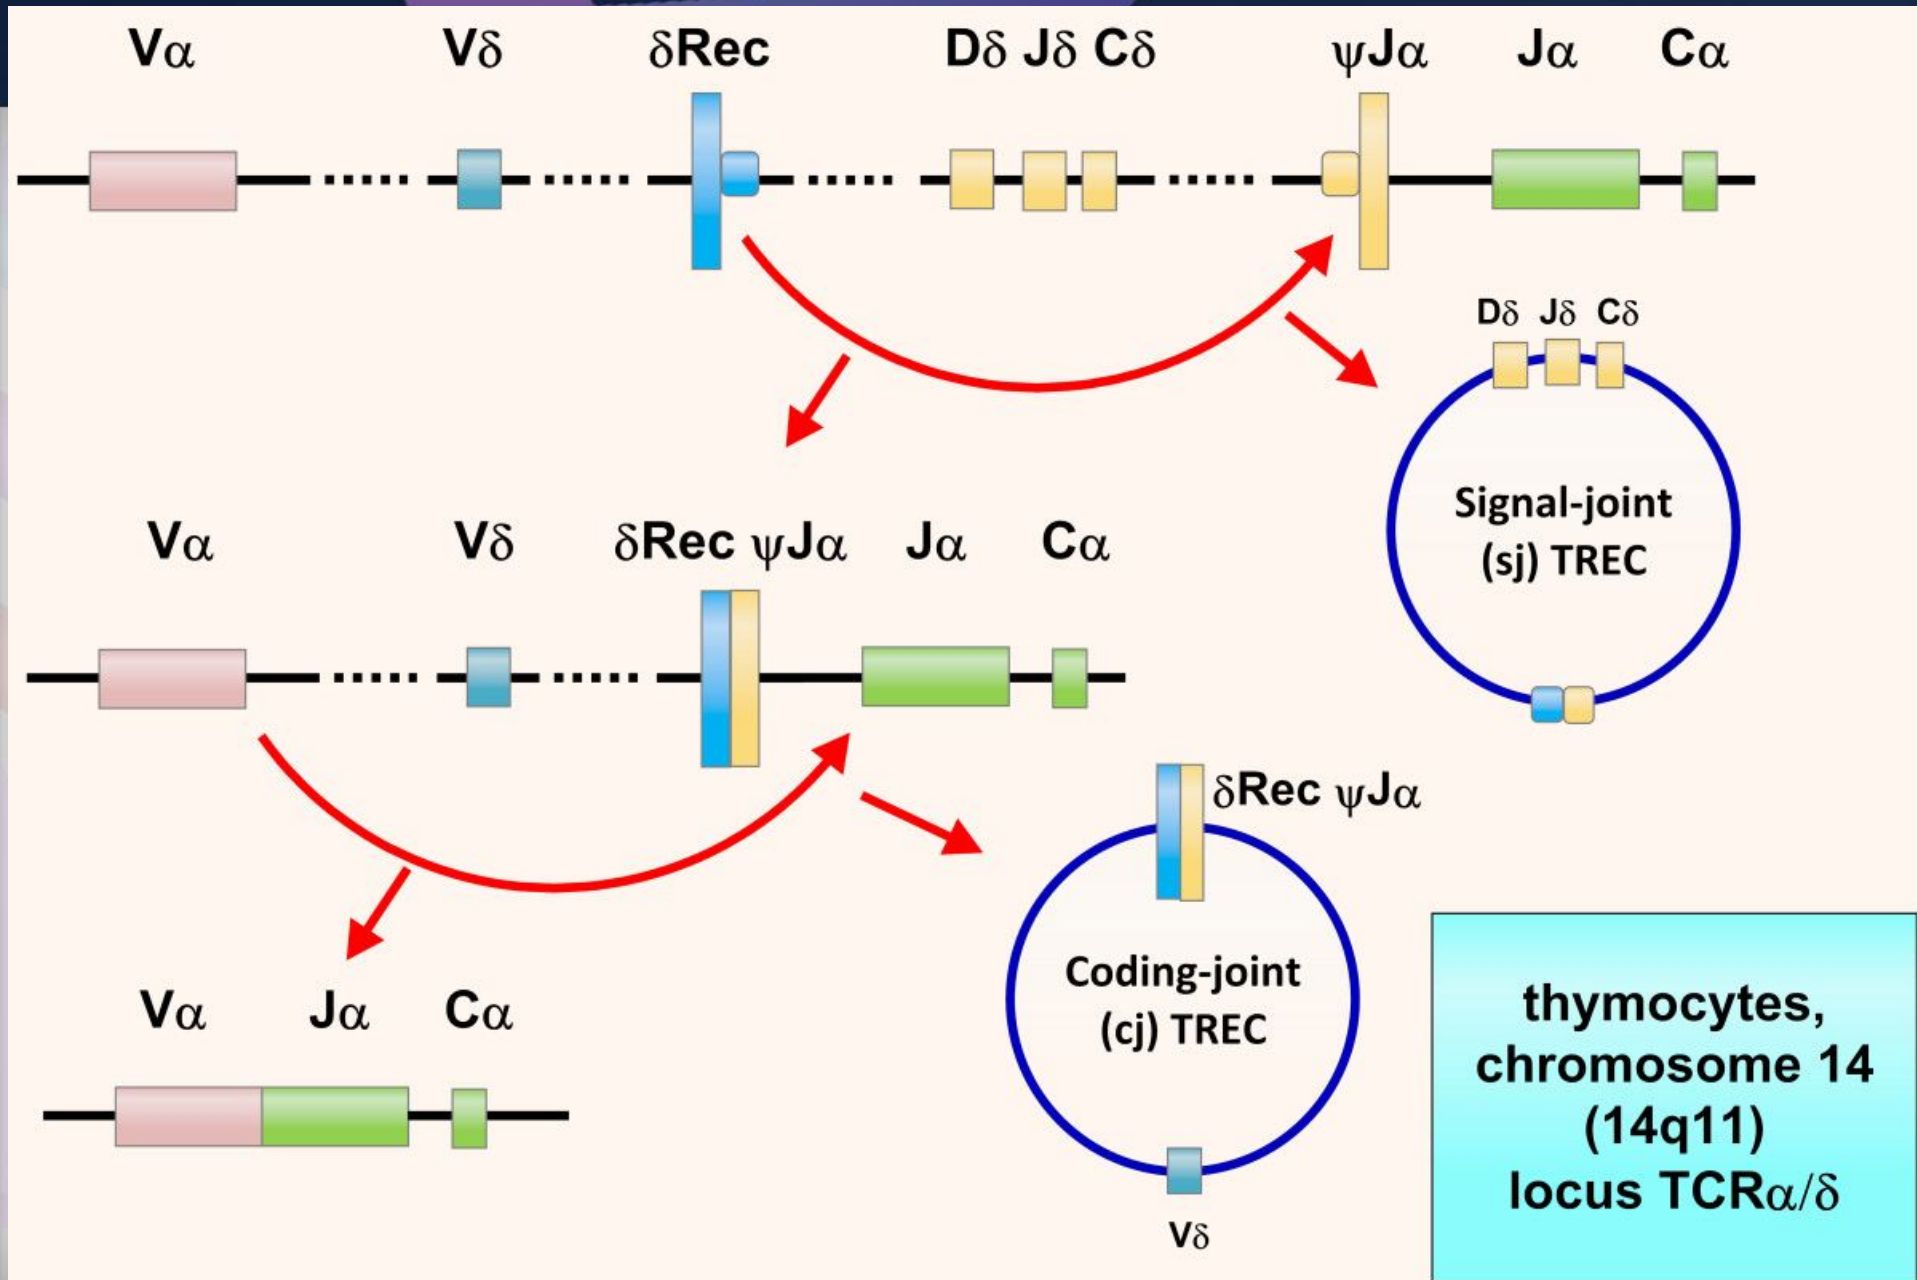 Vα Vδ δRec Dδ Jδ Cδ ψJα Jα Cα
Dδ Jδ Cδ
Signal-joint
(sj) TREC
Vα Vδ δRec ψJα Jα Cα
δRec ψJα
Coding-joint
(cj) TREC
Vδ
Vα Jα Cα
thymocytes,
chromosome 14
(14q11)
locus TCRα/δ